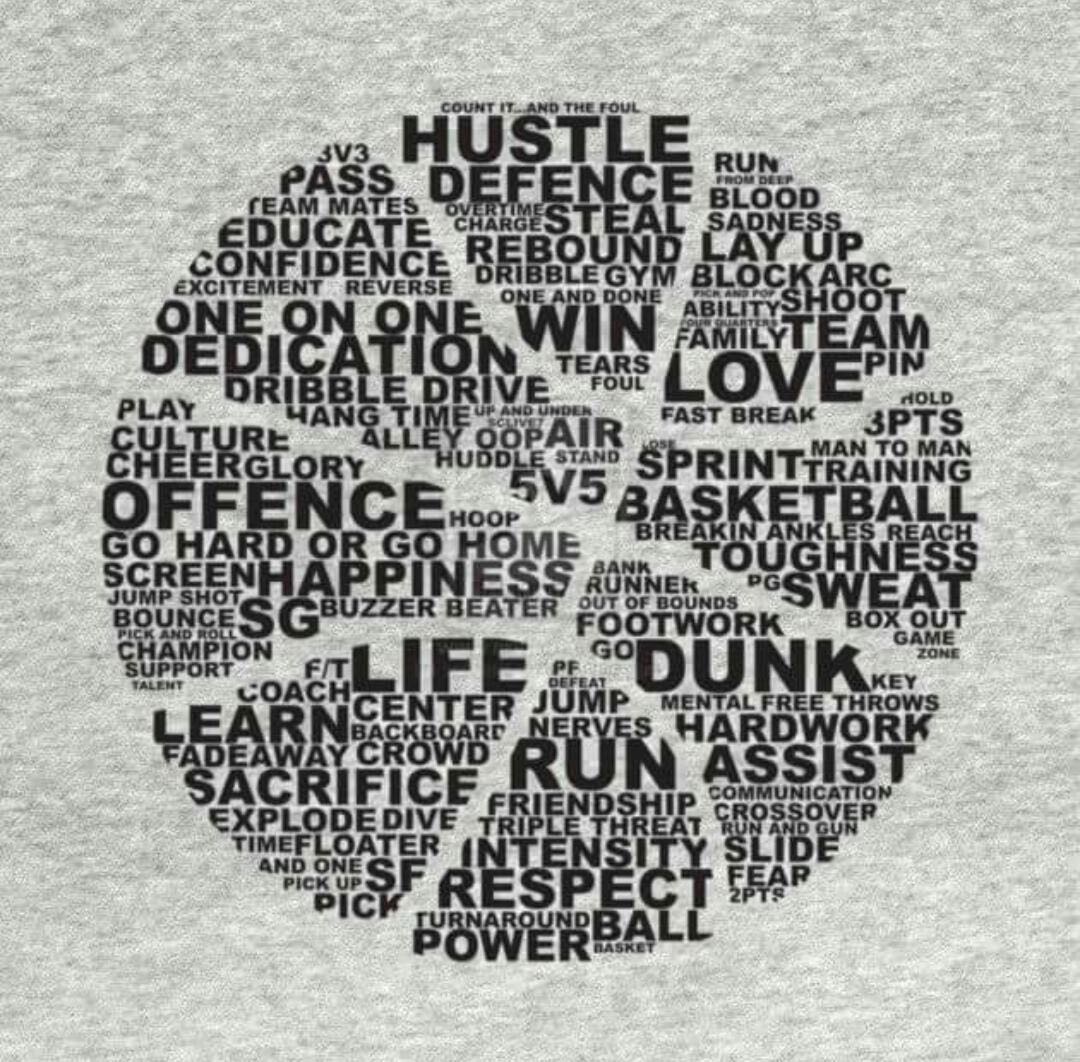 COUNT IT...AND THE FOUL
HUSTLE
3V3
RUN
PASS
DEFENCE
FROM DEEP
TEAM MATES
OVERTIME
STEAL
BLOOD
EDUCATE
CHARGE
SADNESS
CONFIDENCE
REBOUND
LAY UP
EXCITEMENT REVERSE
DRIBBLE GYM
BLOCK ARC
ONE ON ONE
ONE AND DONE
PICK AND POP
SHOOT
ABILITY
WIN
FOUR QUARTERS
FAMILY TEAM
DEDICATION
TEARS
LOVE PIN
DRIBBLE DRIVE
FOUL
PLAY
HANG TIME UP AND UNDER
FAST BREAK
HOLD
3PTS
CULTURE
ALLEY OOP AIR
LOSE
MAN TO MAN
CHEER GLORY
HUDDLE STAND
SPRINT TRAINING
OFFENCE HOOP
5V5
BASKETBALL
GO HARD OR GO HOME
BREAKIN ANKLES REACH
TOUGHNESS
SCREEN HAPPINESS
BANK
RUNNER
PG SWEAT
JUMP SHOT
BOUNCE SG BUZZER BEATER
OUT OF BOUNDS
PICK AND ROLL
FOOTWORK
BOX OUT
CHAMPION
GO DUNK
GAME
ZONE
SUPPORT
F/T LIFE
PF
DEFEAT
KEY
TALENT
COACH
CENTER
JUMP
MENTAL FREE THROWS
LEARN
BACKBOARD
NERVES
HARDWORK
FADEAWAY CROWD
RUN
ASSIST
SACRIFICE
COMMUNICATION
EXPLODE DIVE
FRIENDSHIP
CROSSOVER
TRIPLE THREAT
RUN AND GUN
TIME FLOATER
INTENSITY
SLIDE
AND ONE
SF
RESPECT
FEAR
PICK UP
2PTS
PICK
TURNAROUND BALL
POWER BASKET